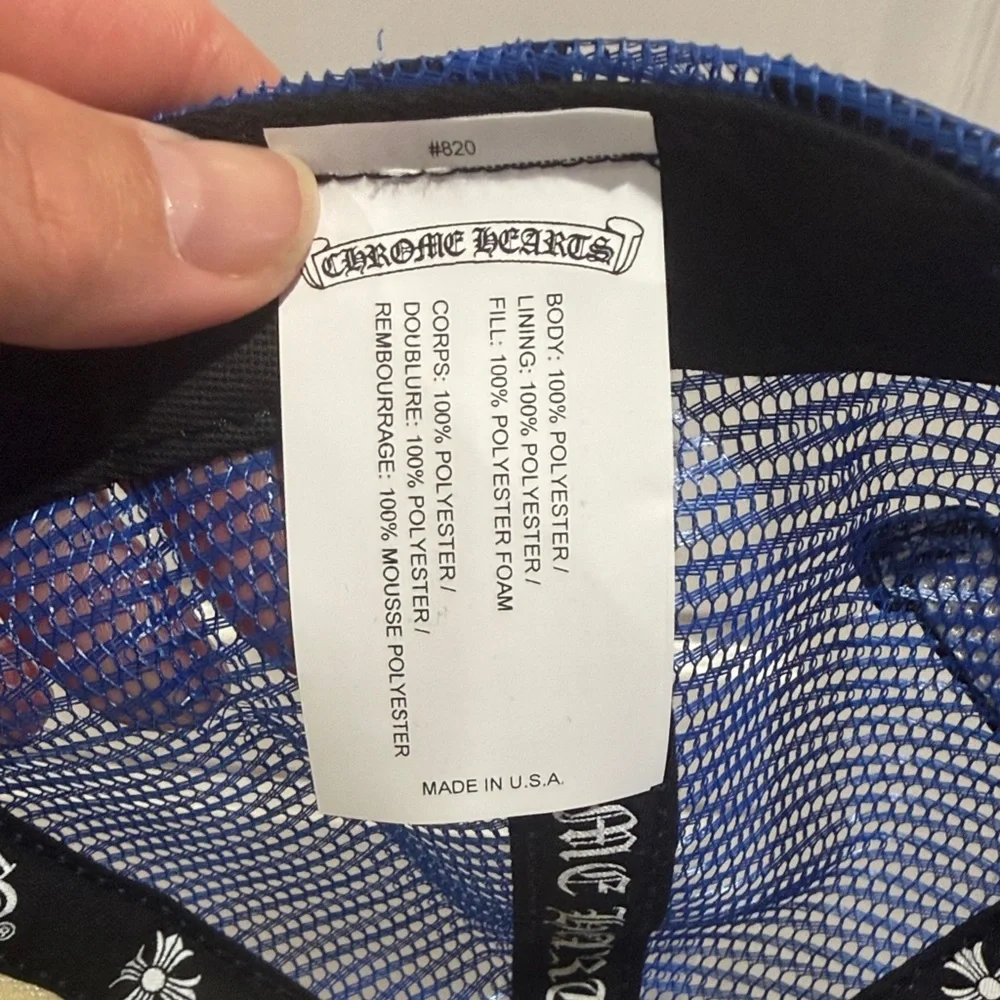 #820
CHROME HEARTS
BODY: 100% POLYESTER /
LINING: 100% POLYESTER /
FILL: 100% POLYESTER FOAM
CORPS: 100% POLYESTER /
DOUBLURE: 100% POLYESTER /
REMBOURRAGE: 100% MOUSSE POLYESTER
MADE IN U.S.A.